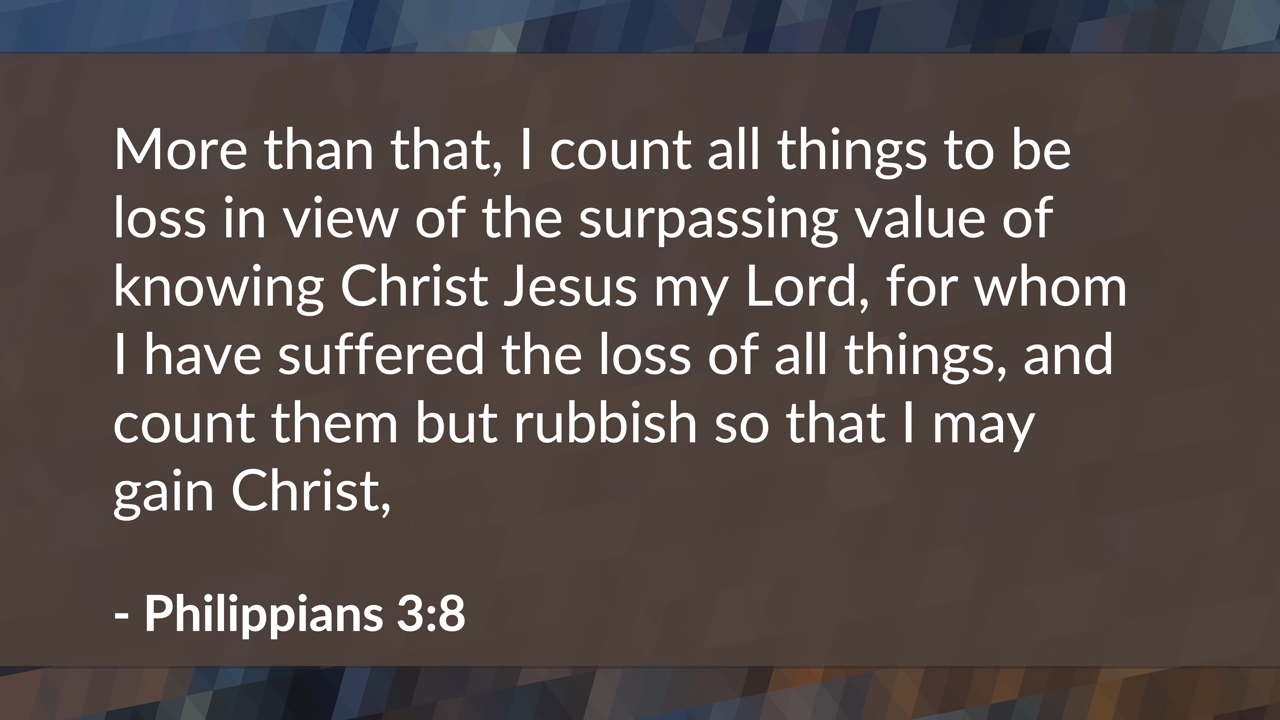 More than that, I count all things to be
loss in view of the surpassing value of
knowing Christ Jesus my Lord, for whom
I have suffered the loss of all things, and
count them but rubbish so that I may
gain Christ,
- Philippians 3:8